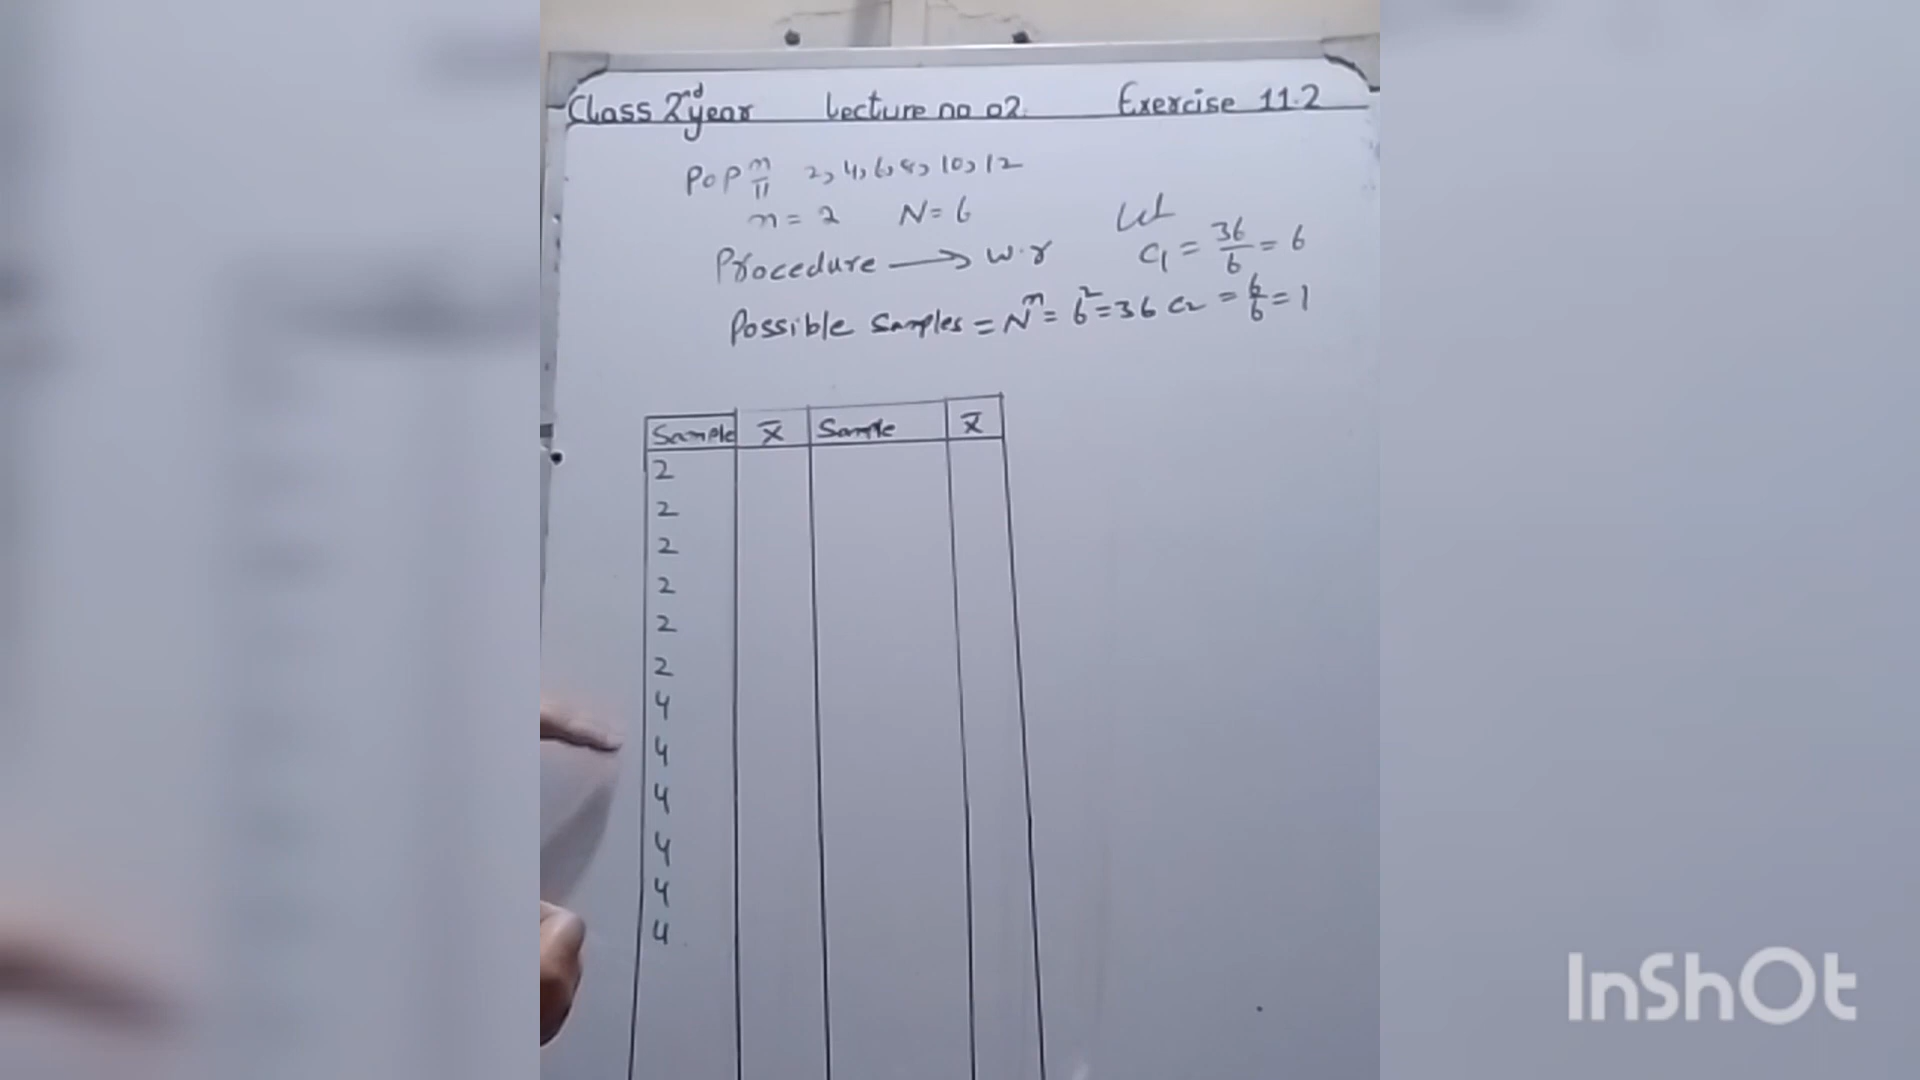 Class 2nd year Lecture no 02. Exercise 11.2
Popn 2, 4, 6, 8, 10, 12
n = 2 N = 6
Let
Procedure → w.r C1 = 36/6 = 6
Possible Samples = N^n = 6^2 = 36 C2 = 6/6 = 1
Sample x̄ Sample x̄
2
2
2
2
2
2
4
4
4
4
4
4
InShOt